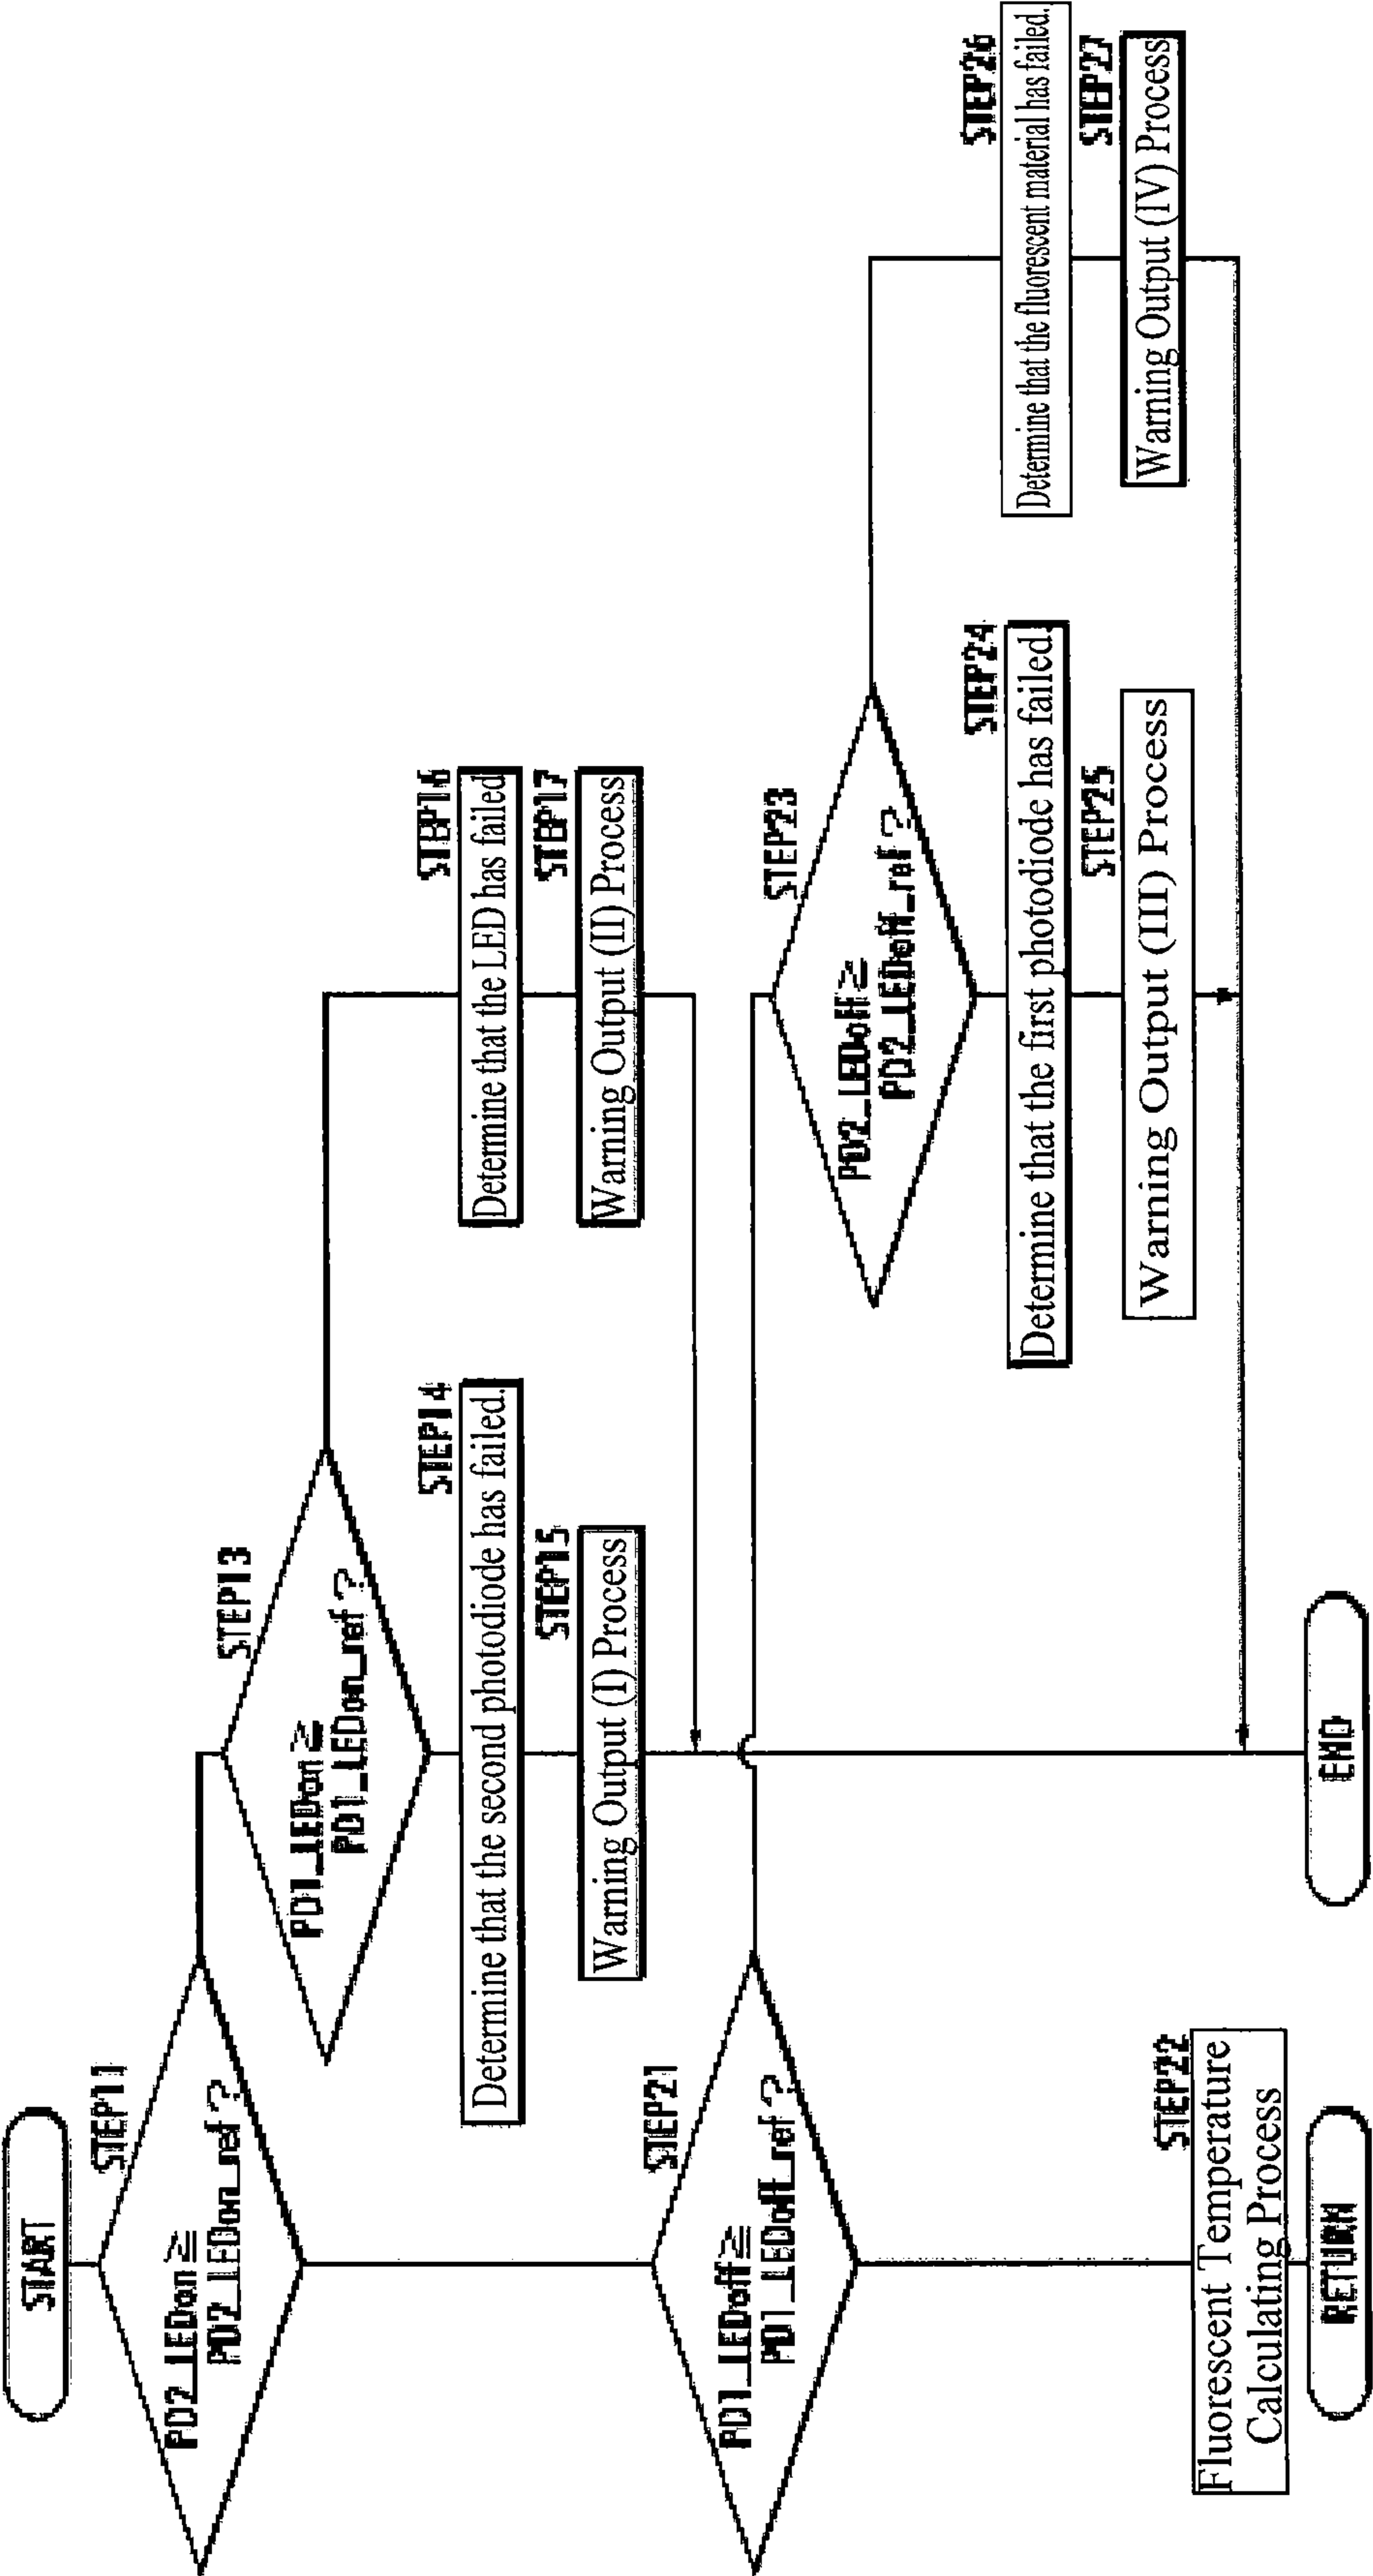 START
STEP11
PD2_LEDon ≥
PD2_LEDon_ref ?
STEP13
PD1_LEDon ≥
PD1_LEDon_ref ?
STEP14
Determine that the second photodiode has failed.
STEP15
Warning Output (I) Process
STEP16
Determine that the LED has failed
STEP17
Warning Output (II) Process
STEP21
PD1_LEDoff ≥
PD1_LEDoff_ref ?
STEP23
PD2_LEDoff ≥
PD2_LEDoff_ref ?
STEP24
Determine that the first photodiode has failed.
STEP25
Warning Output (III) Process
STEP26
Determine that the fluorescent material has failed.
STEP27
Warning Output (IV) Process
STEP22
Fluorescent Temperature
Calculating Process
RETURN
END